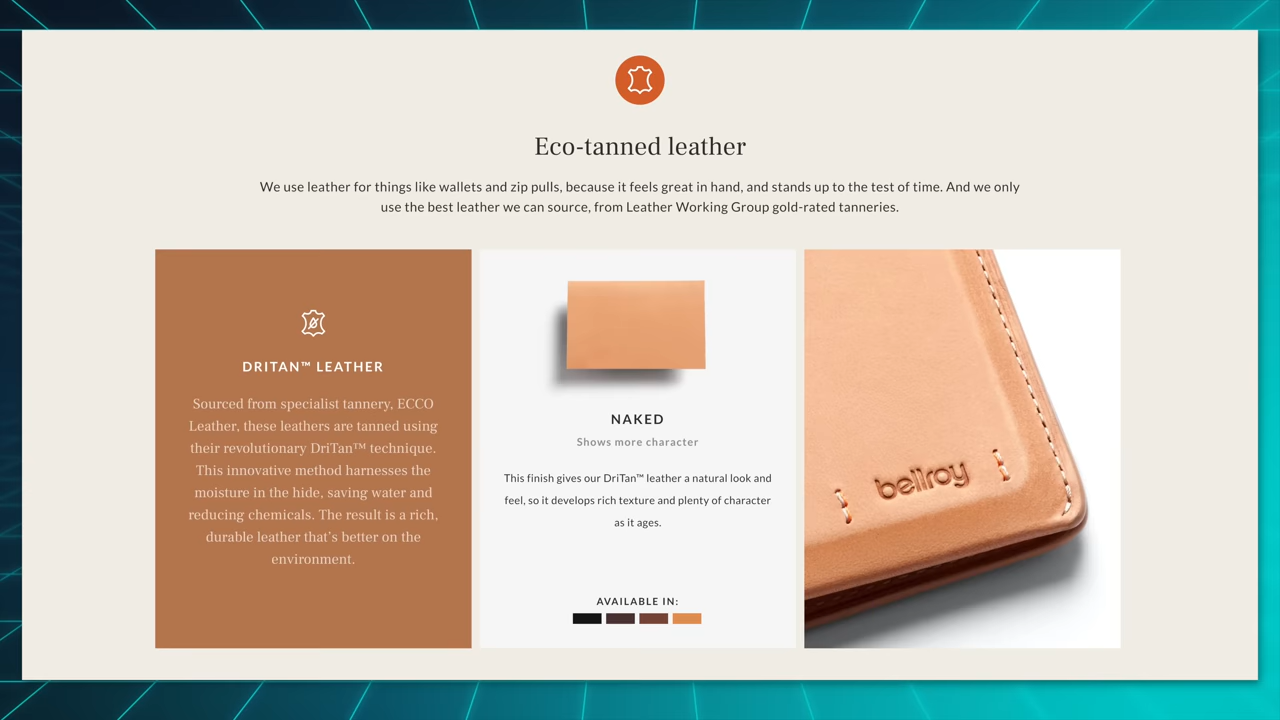 Eco-tanned leather
We use leather for things like wallets and zip pulls, because it feels great in hand, and stands up to the test of time. And we only
use the best leather we can source, from Leather Working Group gold-rated tanneries.
DRITAN™ LEATHER
Sourced from specialist tannery, ECCO
Leather, these leathers are tanned using
their revolutionary DriTan™ technique.
This innovative method harnesses the
moisture in the hide, saving water and
reducing chemicals. The result is a rich,
durable leather that's better on the
environment.
NAKED
Shows more character
This finish gives our DriTan™ leather a natural look and
feel, so it develops rich texture and plenty of character
as it ages.
AVAILABLE IN:
bellroy